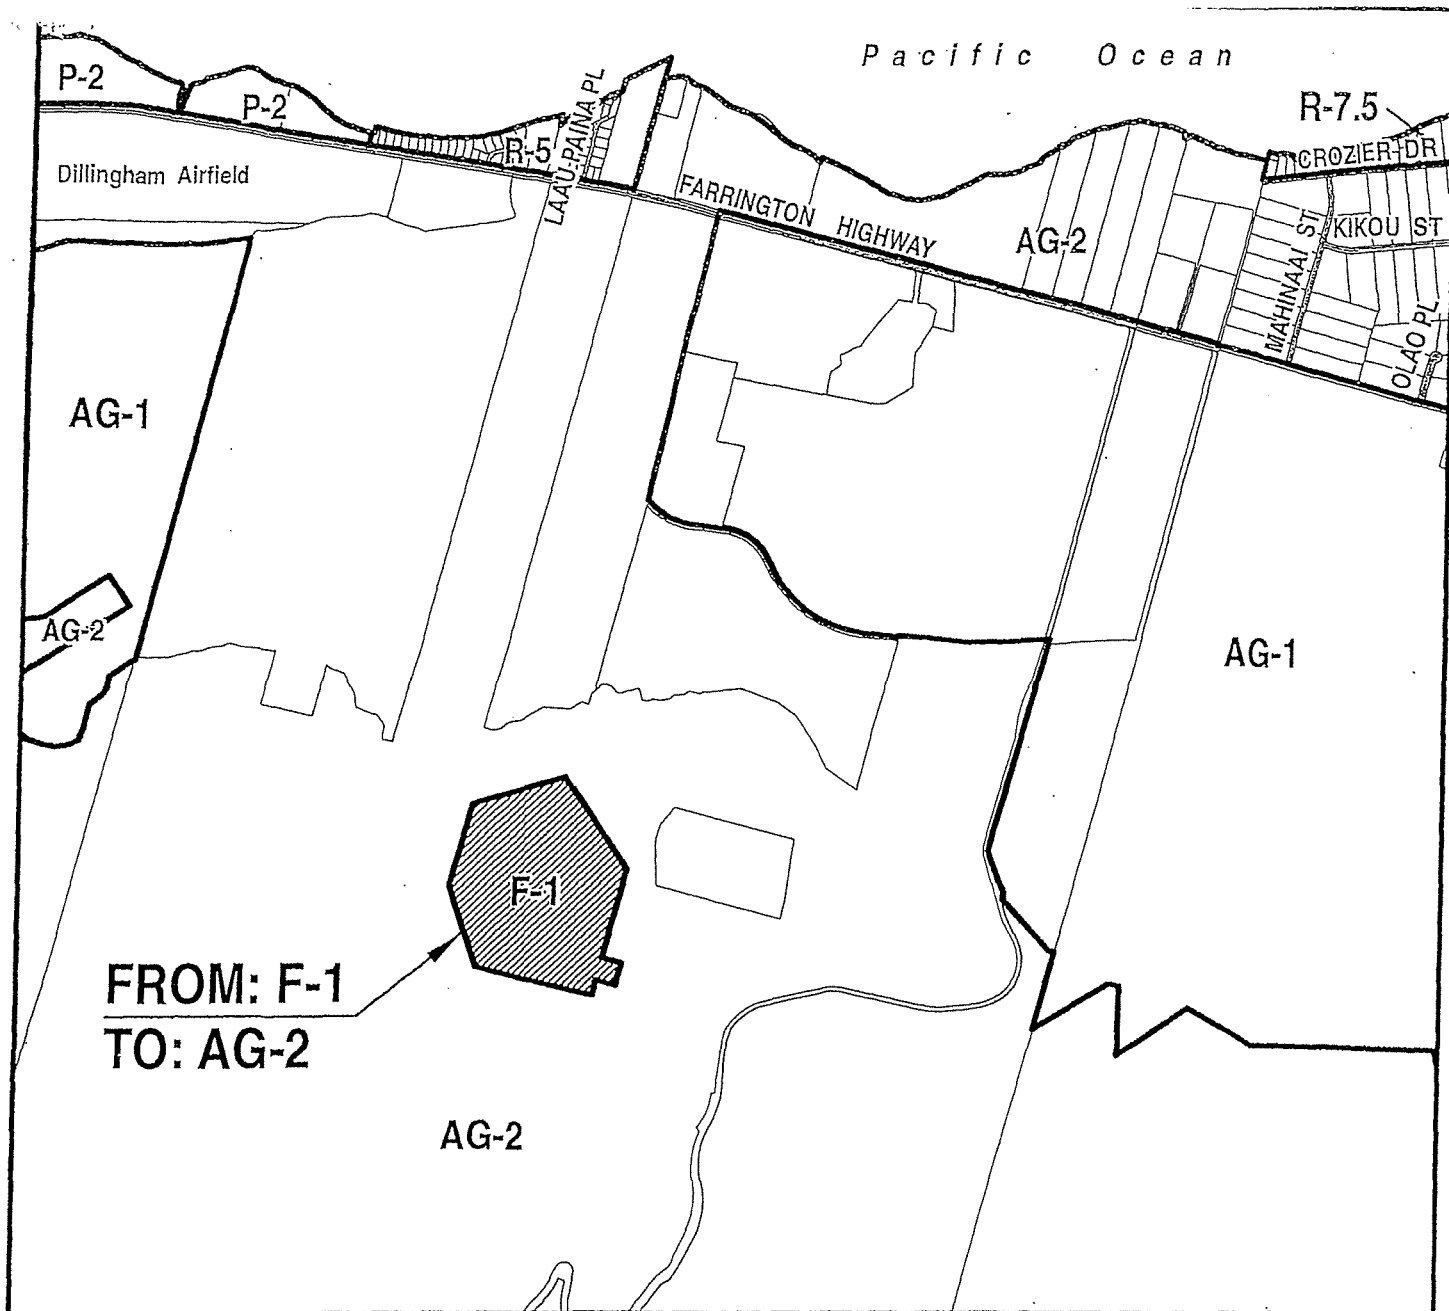 Pacific Ocean
P-2
P-2
R-7.5
CROZIER DR
R-5
LAAU PAINA PL
Dillingham Airfield
FARRINGTON HIGHWAY
AG-2
MAHINAAI ST
KIKOU ST
OLAO PL
AG-1
AG-2
AG-1
F-1
FROM: F-1
TO: AG-2
AG-2